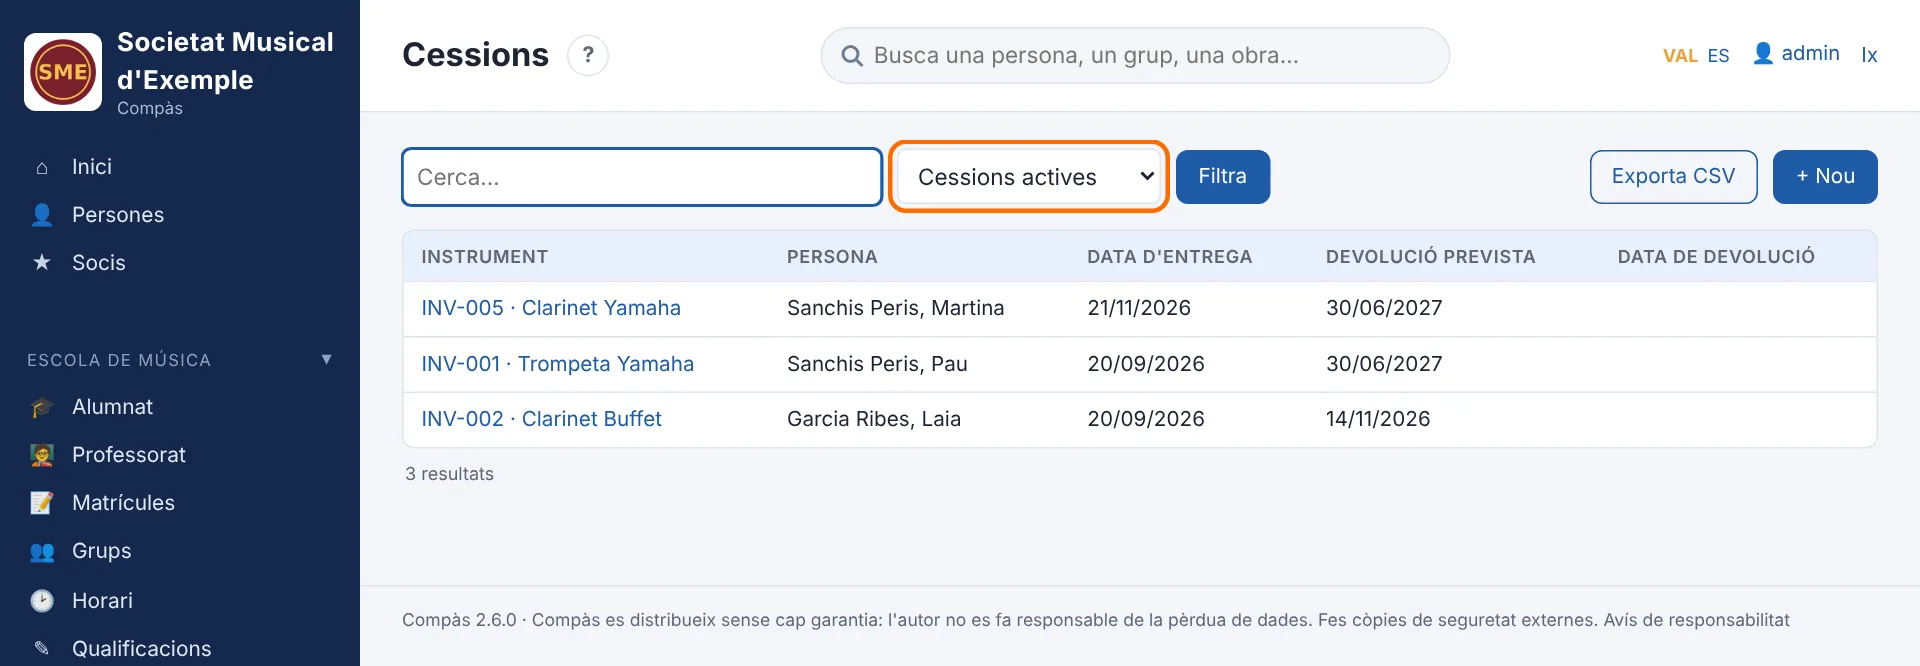 SME
Societat Musical
d'Exemple
Compàs
Inici
Persones
Socis
ESCOLA DE MÚSICA ▼
Alumnat
Professorat
Matrícules
Grups
Horari
Qualificacions
Cessions ?
Busca una persona, un grup, una obra...
VAL ES admin Ix
Cerca...
Cessions actives
Filtra
Exporta CSV
+ Nou
INSTRUMENT PERSONA DATA D'ENTREGA DEVOLUCIÓ PREVISTA DATA DE DEVOLUCIÓ
INV-005 · Clarinet Yamaha Sanchis Peris, Martina 21/11/2026 30/06/2027
INV-001 · Trompeta Yamaha Sanchis Peris, Pau 20/09/2026 30/06/2027
INV-002 · Clarinet Buffet Garcia Ribes, Laia 20/09/2026 14/11/2026
3 resultats
Compàs 2.6.0 · Compàs es distribueix sense cap garantia: l'autor no es fa responsable de la pèrdua de dades. Fes còpies de seguretat externes. Avís de responsabilitat